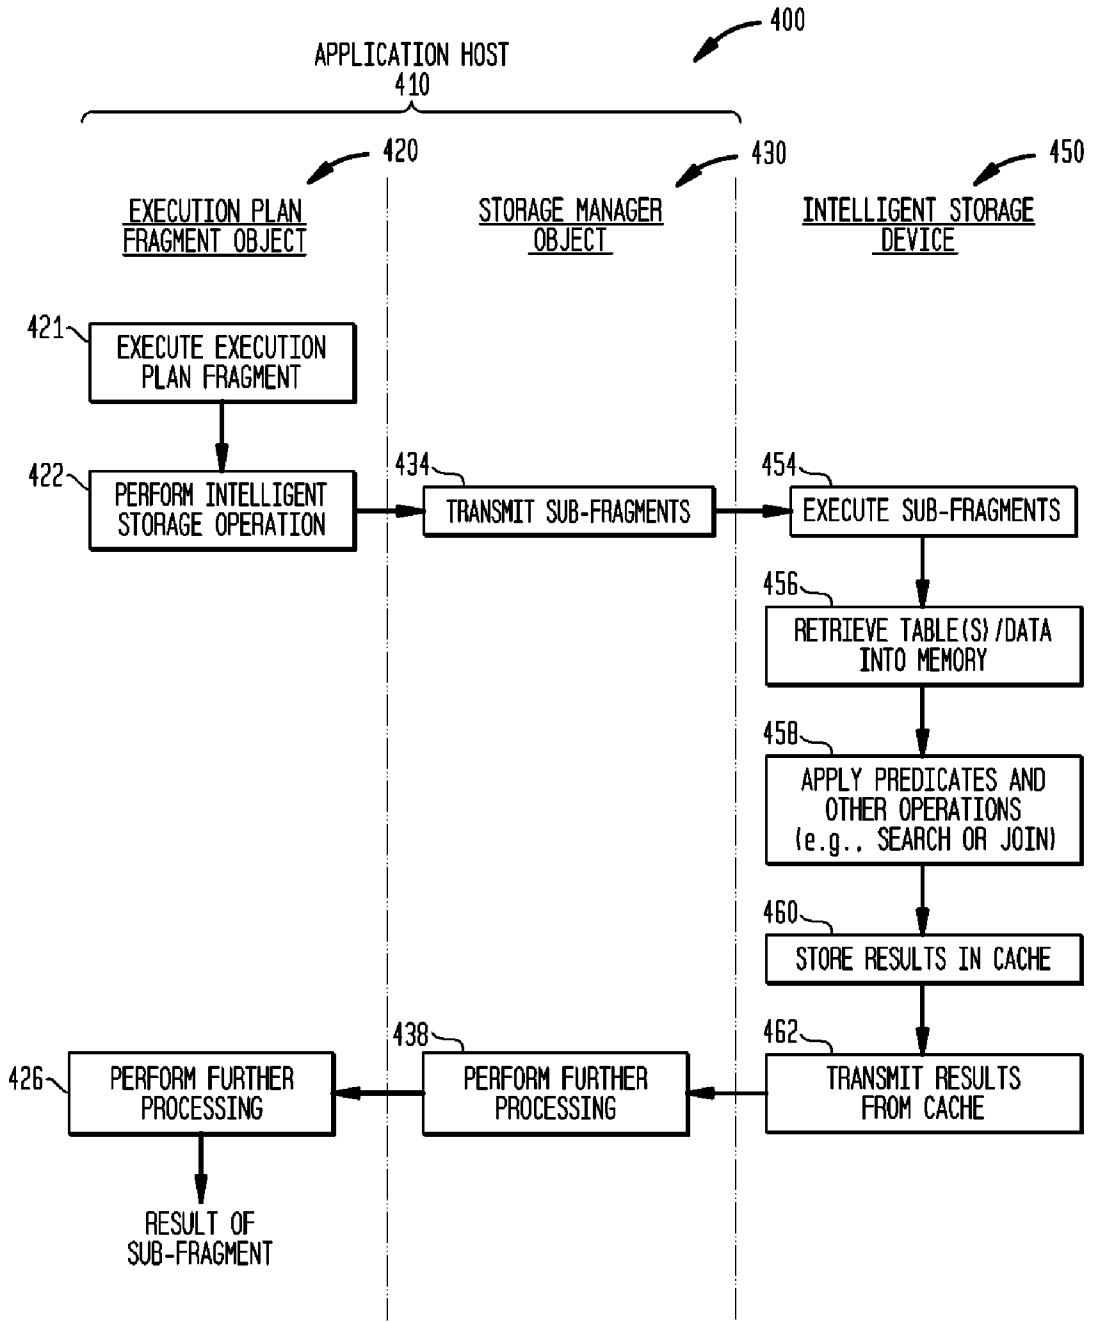 400
APPLICATION HOST
410
420
430
450
EXECUTION PLAN
FRAGMENT OBJECT
STORAGE MANAGER
OBJECT
INTELLIGENT STORAGE
DEVICE
421
EXECUTE EXECUTION
PLAN FRAGMENT
422
PERFORM INTELLIGENT
STORAGE OPERATION
434
TRANSMIT SUB-FRAGMENTS
454
EXECUTE SUB-FRAGMENTS
456
RETRIEVE TABLE(S)/DATA
INTO MEMORY
458
APPLY PREDICATES AND
OTHER OPERATIONS
(e.g., SEARCH OR JOIN)
460
STORE RESULTS IN CACHE
462
TRANSMIT RESULTS
FROM CACHE
438
PERFORM FURTHER
PROCESSING
426
PERFORM FURTHER
PROCESSING
RESULT OF
SUB-FRAGMENT